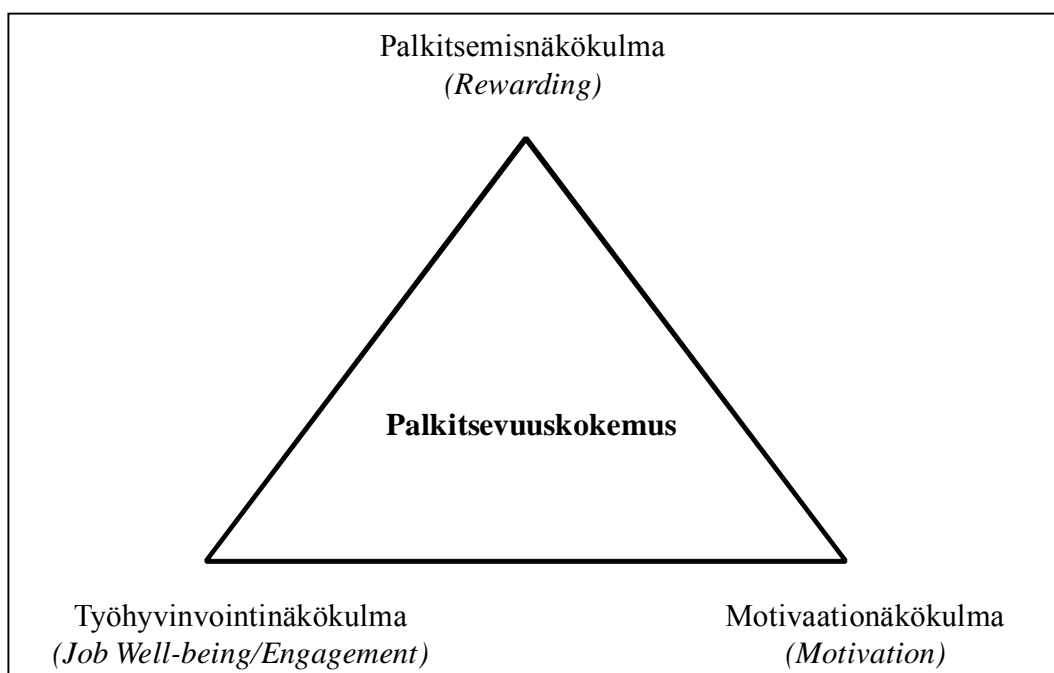 Palkitsemisnäkökulma
(Rewarding)
Palkitsevuuskokemus
Työhyvinvointinäkökulma
(Job Well-being/Engagement)
Motivaationäkökulma
(Motivation)